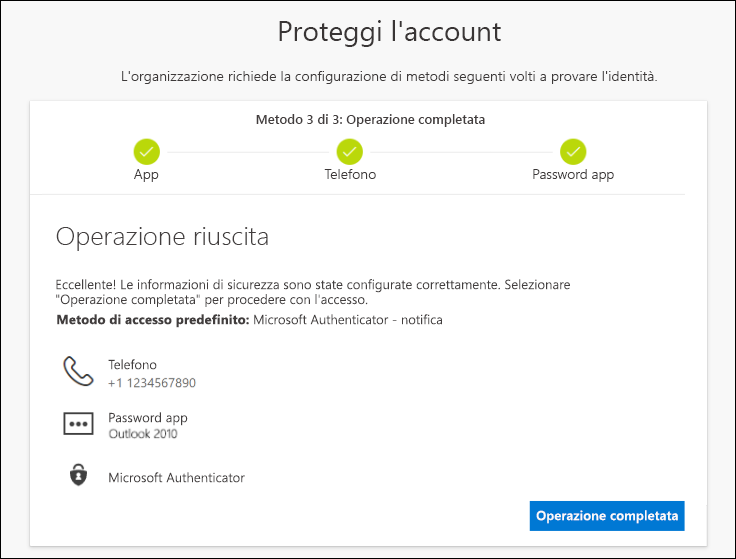 Proteggi l'account
L'organizzazione richiede la configurazione di metodi seguenti volti a provare l'identità.
Metodo 3 di 3: Operazione completata
App Telefono Password app
Operazione riuscita
Eccellente! Le informazioni di sicurezza sono state configurate correttamente. Selezionare
"Operazione completata" per procedere con l'accesso.
Metodo di accesso predefinito: Microsoft Authenticator - notifica
Telefono
+1 1234567890
Password app
Outlook 2010
Microsoft Authenticator
Operazione completata